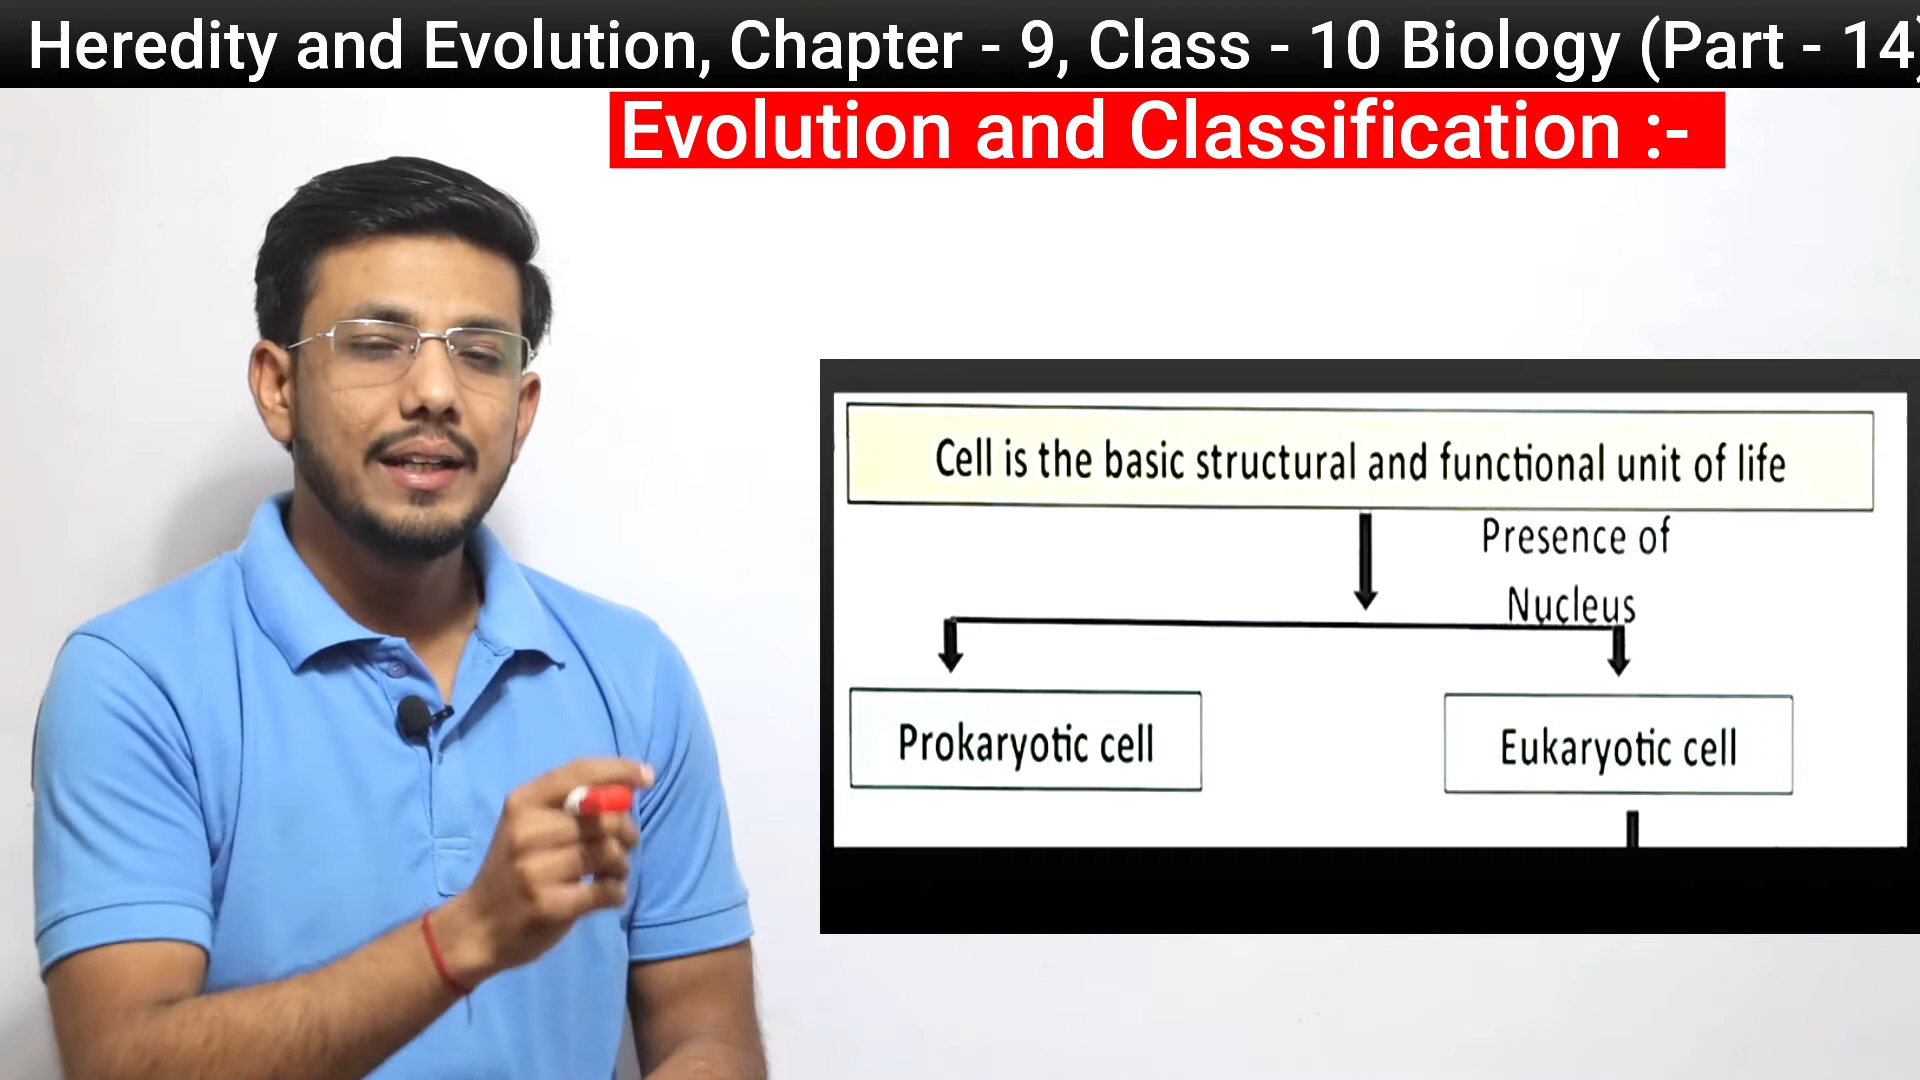 Heredity and Evolution, Chapter - 9, Class - 10 Biology (Part - 14)
Evolution and Classification :-
Cell is the basic structural and functional unit of life
Presence of
Nucleus
Prokaryotic cell
Eukaryotic cell